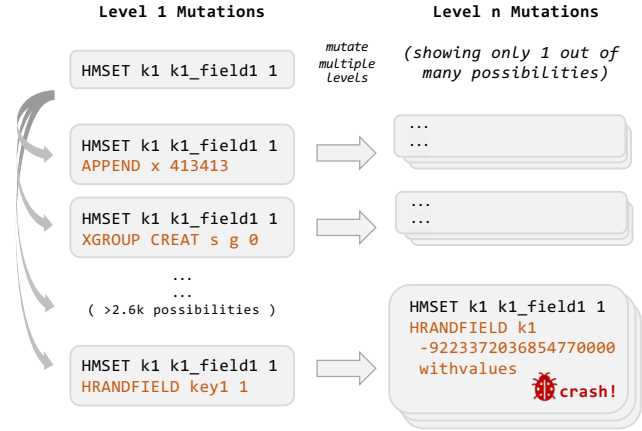 Level 1 Mutations
HMSET k1 k1_field1 1
HMSET k1 k1_field1 1
APPEND x 413413
HMSET k1 k1_field1 1
XGROUP CREAT s g 0
...
...
( >2.6k possibilities )
HMSET k1 k1_field1 1
HRANDFIELD key1 1
mutate
multiple
levels
Level n Mutations
(showing only 1 out of
many possibilities)
...
...
...
...
HMSET k1 k1_field1 1
HRANDFIELD k1
-9223372036854770000
withvalues
crash!